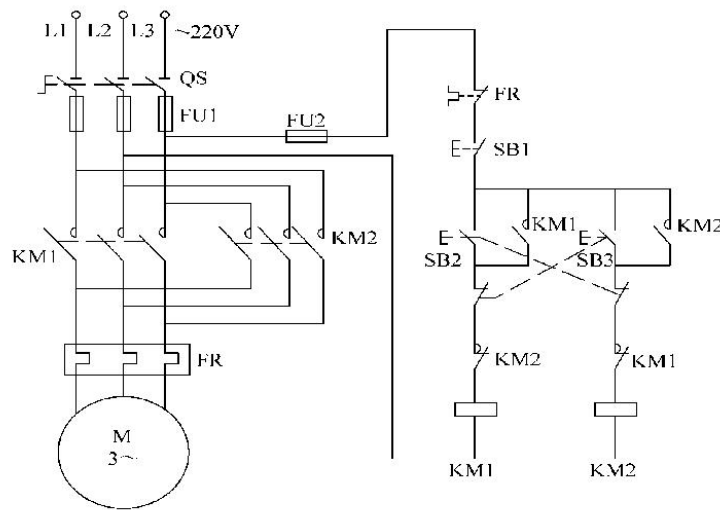 L1 L2 L3 ~220V
QS
FU1
FU2
FR
SB1
KM1
KM2
KM1
KM2
SB2
SB3
FR
KM2
KM1
M
3~
KM1
KM2